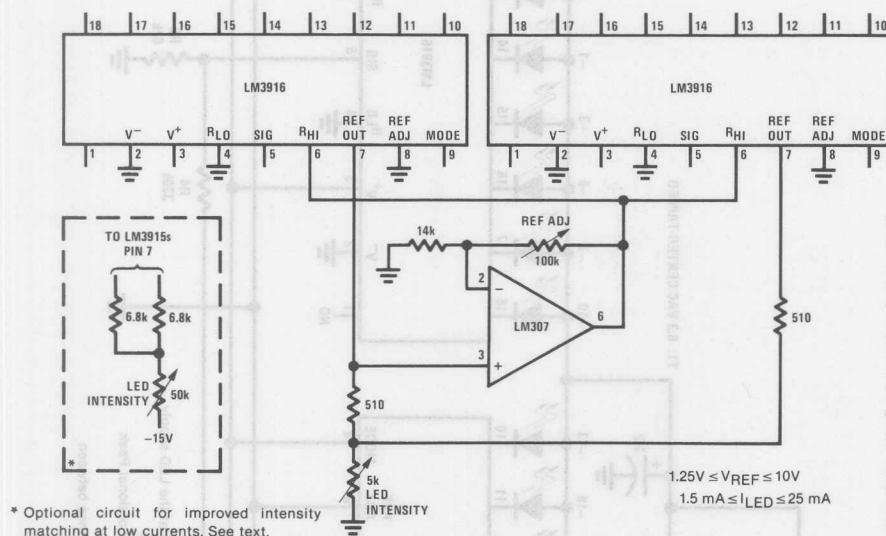 18 17 16 15 14 13 12 11 10
LM3916
V⁻ V⁺ RLO SIG RHI REF OUT REF ADJ MODE
1 2 3 4 5 6 7 8 9
18 17 16 15 14 13 12 11 10
LM3916
V⁻ V⁺ RLO SIG RHI REF OUT REF ADJ MODE
1 2 3 4 5 6 7 8 9
TO LM3915s
PIN 7
6.8k 6.8k
LED
INTENSITY
50k
−15V
*
14k
REF ADJ
100k
2
−
LM307
6
3
+
510
510
5k
LED
INTENSITY
1.25V ≤ VREF ≤ 10V
1.5 mA ≤ ILED ≤ 25 mA
* Optional circuit for improved intensity
matching at low currents. See text.